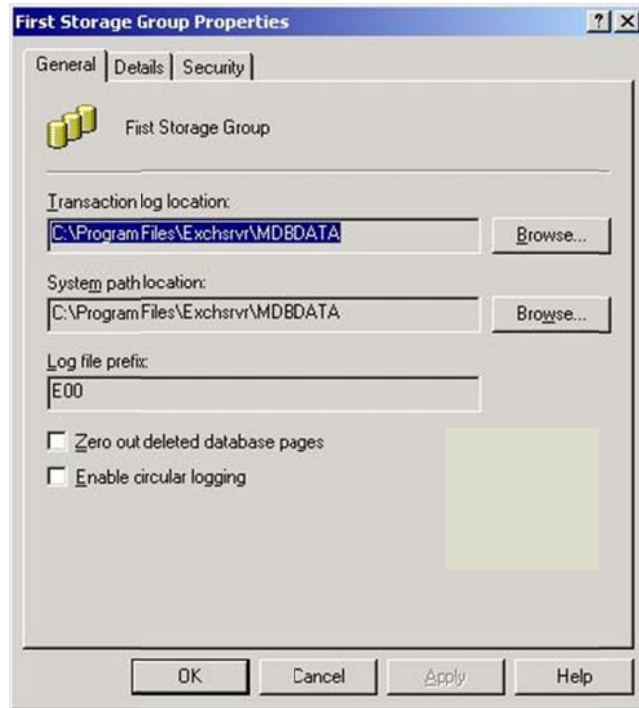 First Storage Group Properties
General
Details
Security
First Storage Group
Transaction log location:
C:\Program Files\Exchsrvr\MDBDATA
Browse...
System path location:
C:\Program Files\Exchsrvr\MDBDATA
Browse...
Log file prefix:
E00
Zero out deleted database pages
Enable circular logging
OK
Cancel
Apply
Help